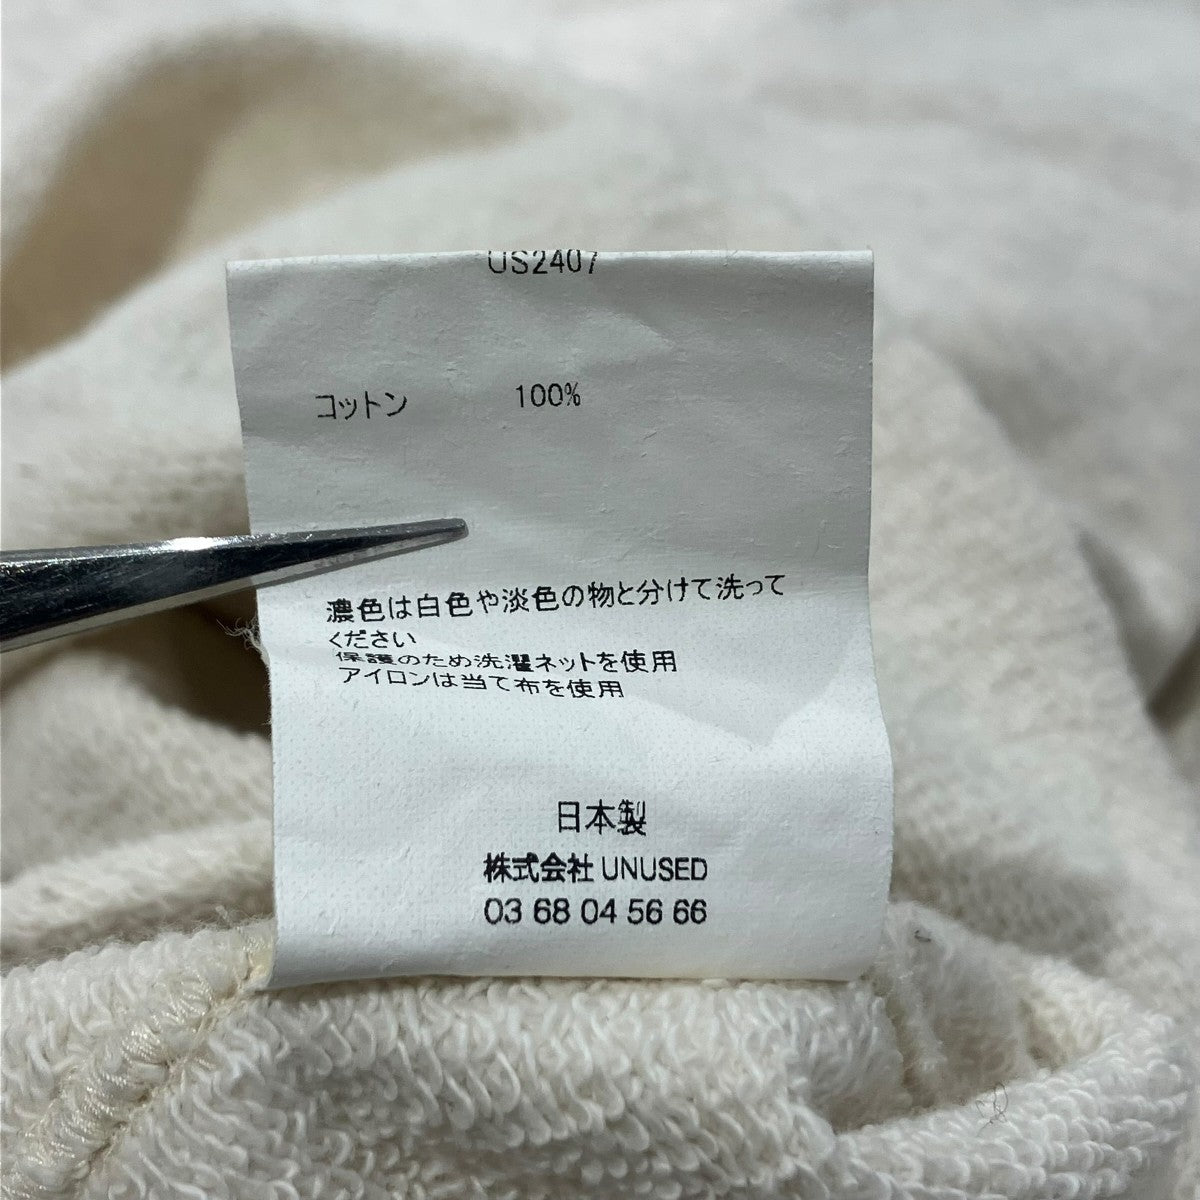 US2407
コットン 100%
濃色は白色や淡色の物と分けて洗って
ください
保護のため洗濯ネットを使用
アイロンは当て布を使用
日本製
株式会社 UNUSED
03 68 04 56 66